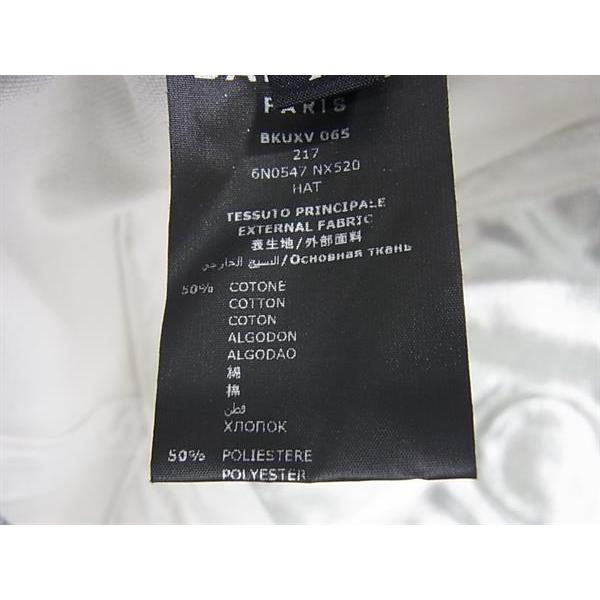 PARIS
BKUXV 065
217
6N0547 NX520
HAT
TESSUTO PRINCIPALE
EXTERNAL FABRIC
表生地/外部面料
النسيج الخارجي/Основная ткань
50% COTONE
COTTON
COTON
ALGODON
ALGODAO
綿
棉
قطن
ХЛОПОК
50% POLIESTERE
POLYESTER